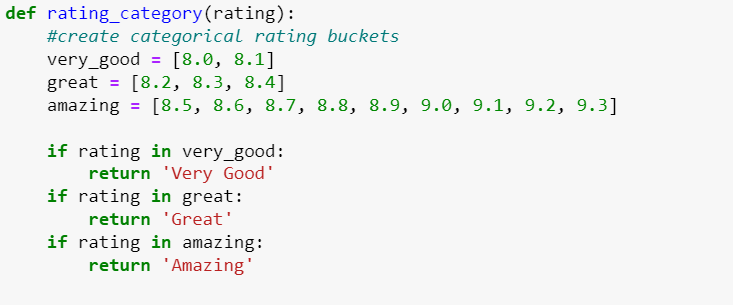 def rating_category(rating):
    #create categorical rating buckets
    very_good = [8.0, 8.1]
    great = [8.2, 8.3, 8.4]
    amazing = [8.5, 8.6, 8.7, 8.8, 8.9, 9.0, 9.1, 9.2, 9.3]

    if rating in very_good:
        return 'Very Good'
    if rating in great:
        return 'Great'
    if rating in amazing:
        return 'Amazing'